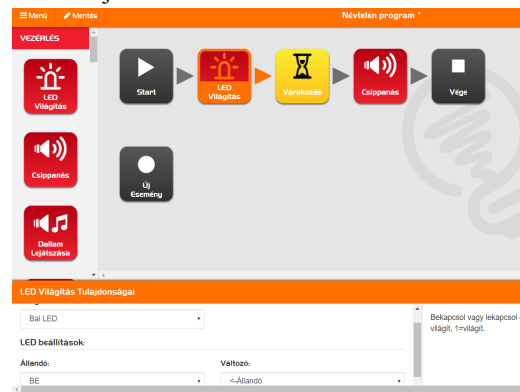 Menü
Mentés
Névtelen program *
VEZÉRLÉS
LED
Világítás
Csippanás
Dallam
Lejátszása
Start
LED
Világítás
Várakozás
Csippanás
Vége
Új
Esemény
LED Világítás Tulajdonságai
Bal LED
LED beállítások:
Állandó:
Változó:
BE
<-Állandó
Bekapcsol vagy lekapcsol
világít, 1=világít.